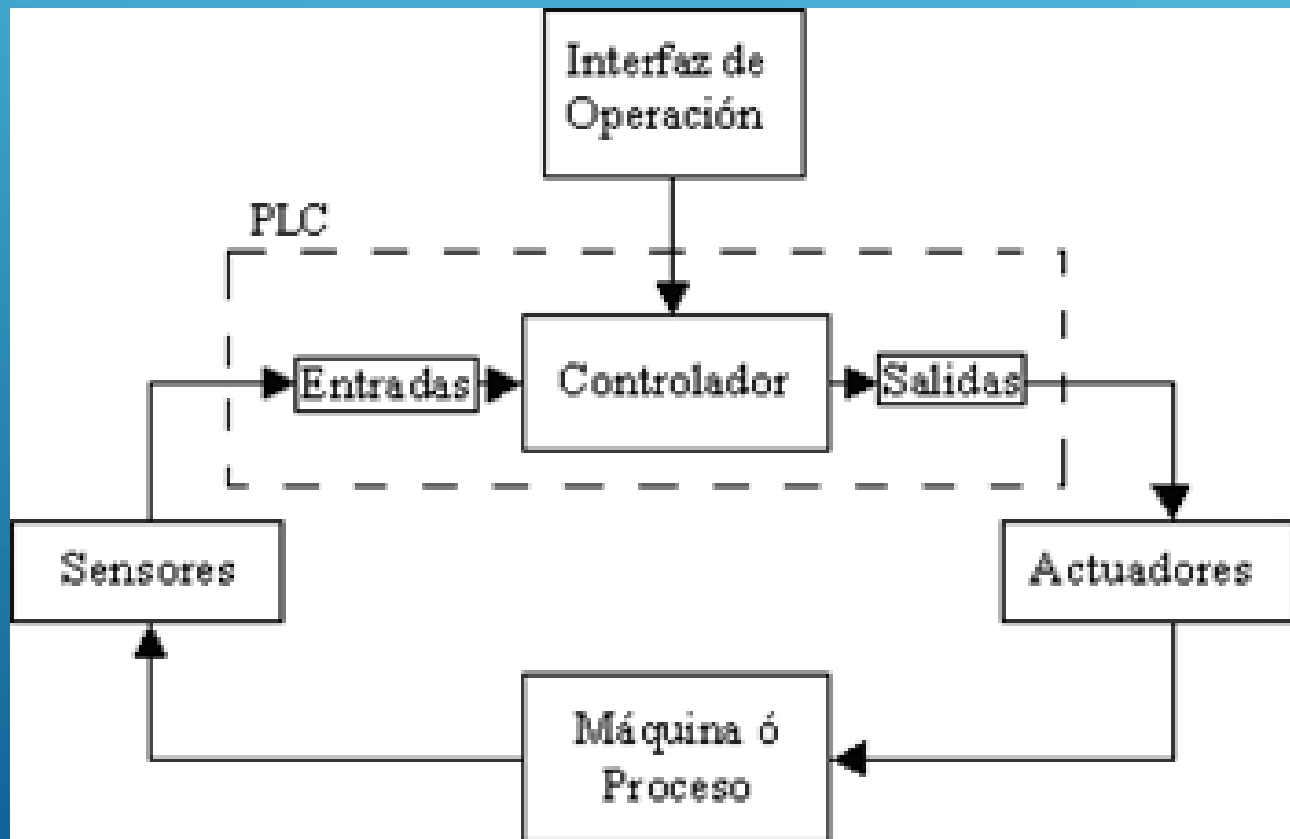 Interfaz de
Operación
PLC
Entradas
Controlador
Salidas
Sensores
Actuadores
Máquina ó
Proceso